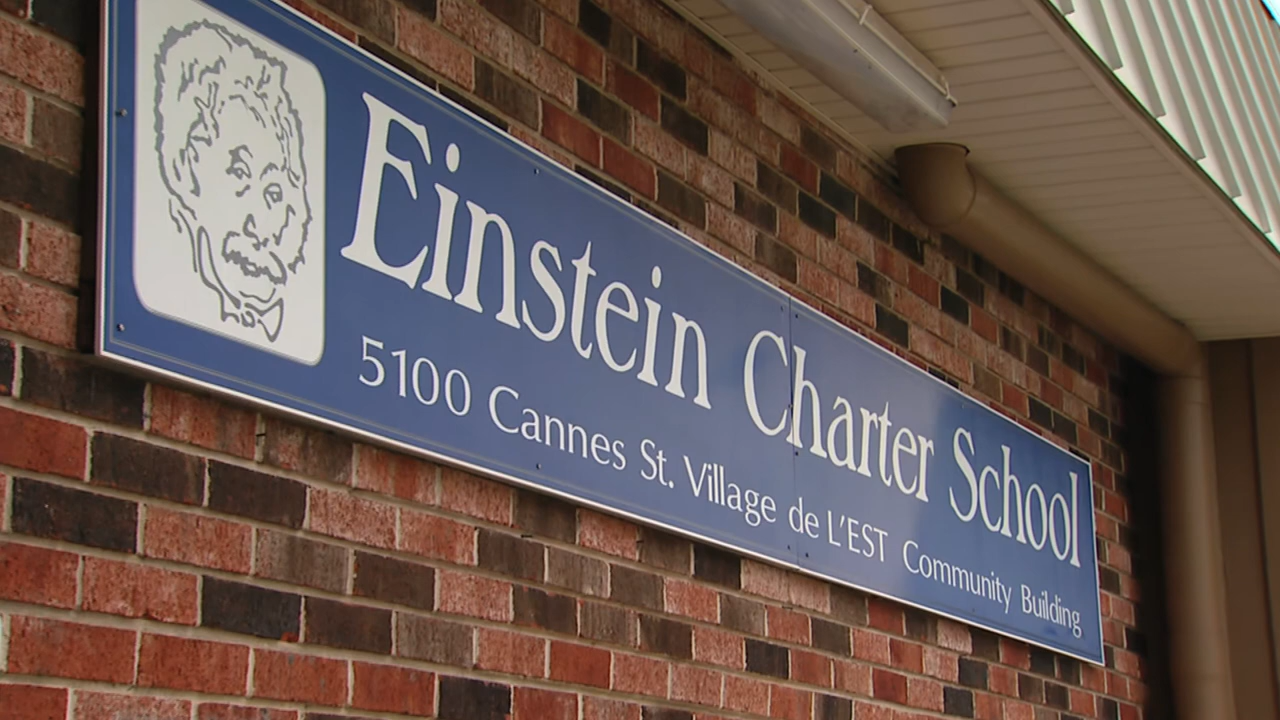 Einstein Charter School
5100 Cannes St. Village de L'EST Community Building